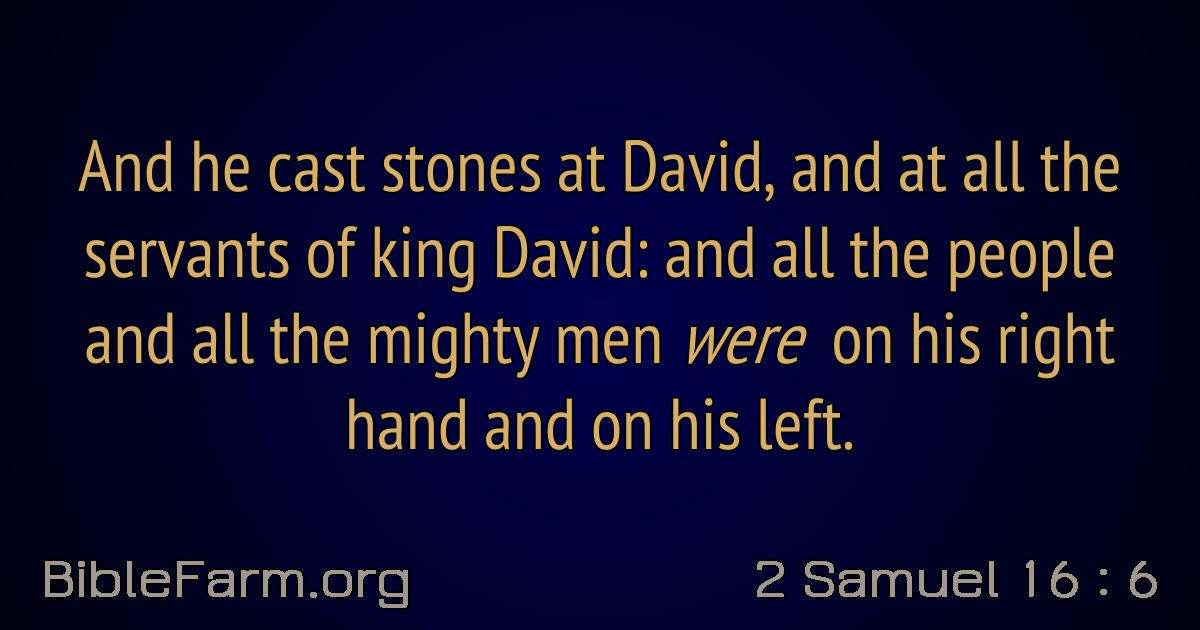 And he cast stones at David, and at all the
servants of king David: and all the people
and all the mighty men were on his right
hand and on his left.
BibleFarm.org
2 Samuel 16 : 6